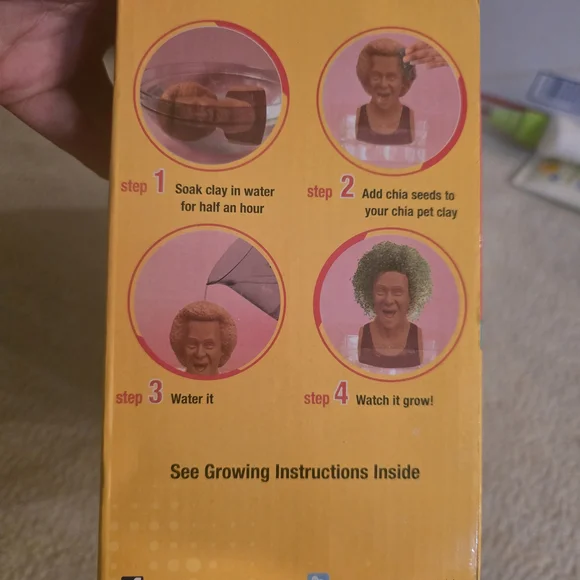 step 1 Soak clay in water
for half an hour
step 2 Add chia seeds to
your chia pet clay
step 3 Water it
step 4 Watch it grow!
See Growing Instructions Inside